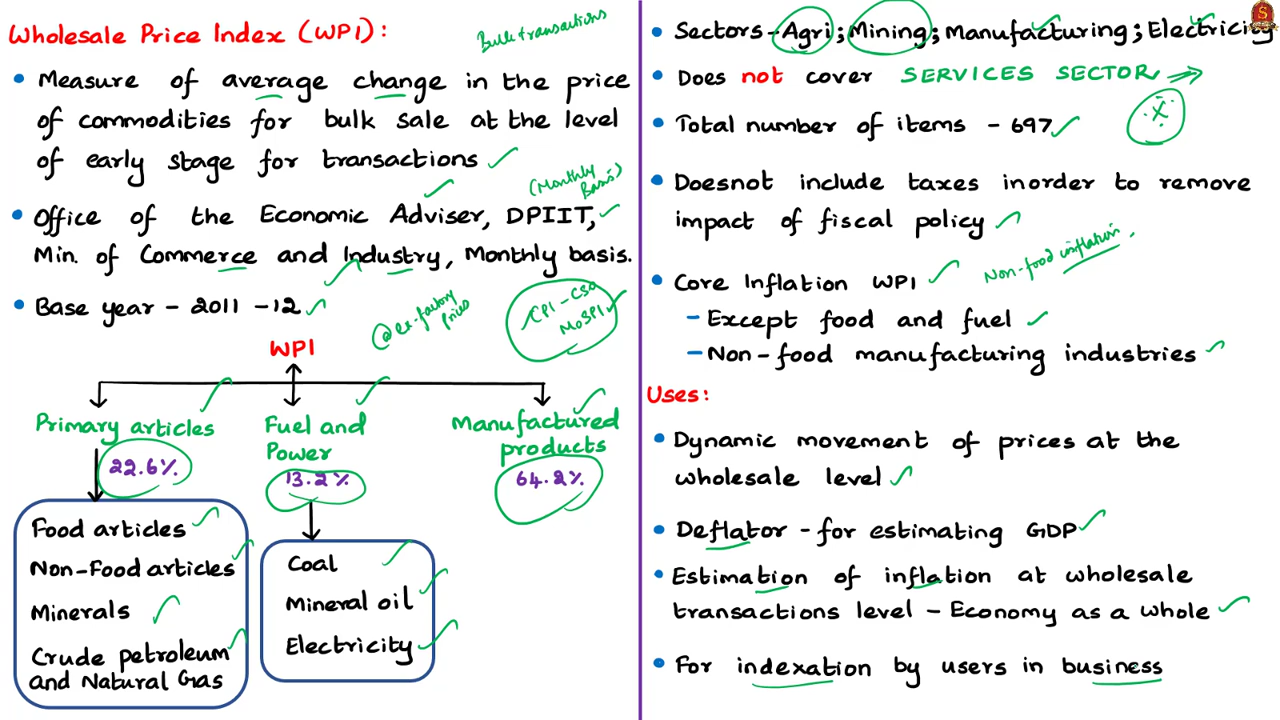 Wholesale Price Index (WPI):
Bulk transactions
• Measure of average change in the price
of commodities for bulk sale at the level
of early stage for transactions
(Monthly
Basis)
• Office of the Economic Adviser, DPIIT,
Min. of Commerce and Industry, Monthly basis.
• Base year - 2011 -12
@ex-factory
prices
CPI - CSO
MoSPI
WPI
Primary articles
22.6%
Fuel and
Power
13.2%
Manufactured
products
64.2%
Food articles
Non-Food articles
Minerals
Crude petroleum
and Natural Gas
Coal
Mineral oil
Electricity
• Sectors - Agri ; Mining ; Manufacturing ; Electricity
• Does not cover SERVICES SECTOR
X
• Total number of items - 697
• Doesnot include taxes inorder to remove
impact of fiscal policy
• Core Inflation WPI
Non-food inflation.
- Except food and fuel
- Non-food manufacturing industries
Uses:
• Dynamic movement of prices at the
wholesale level
• Deflator - for estimating GDP
• Estimation of inflation at wholesale
transactions level - Economy as a whole
• For indexation by users in business